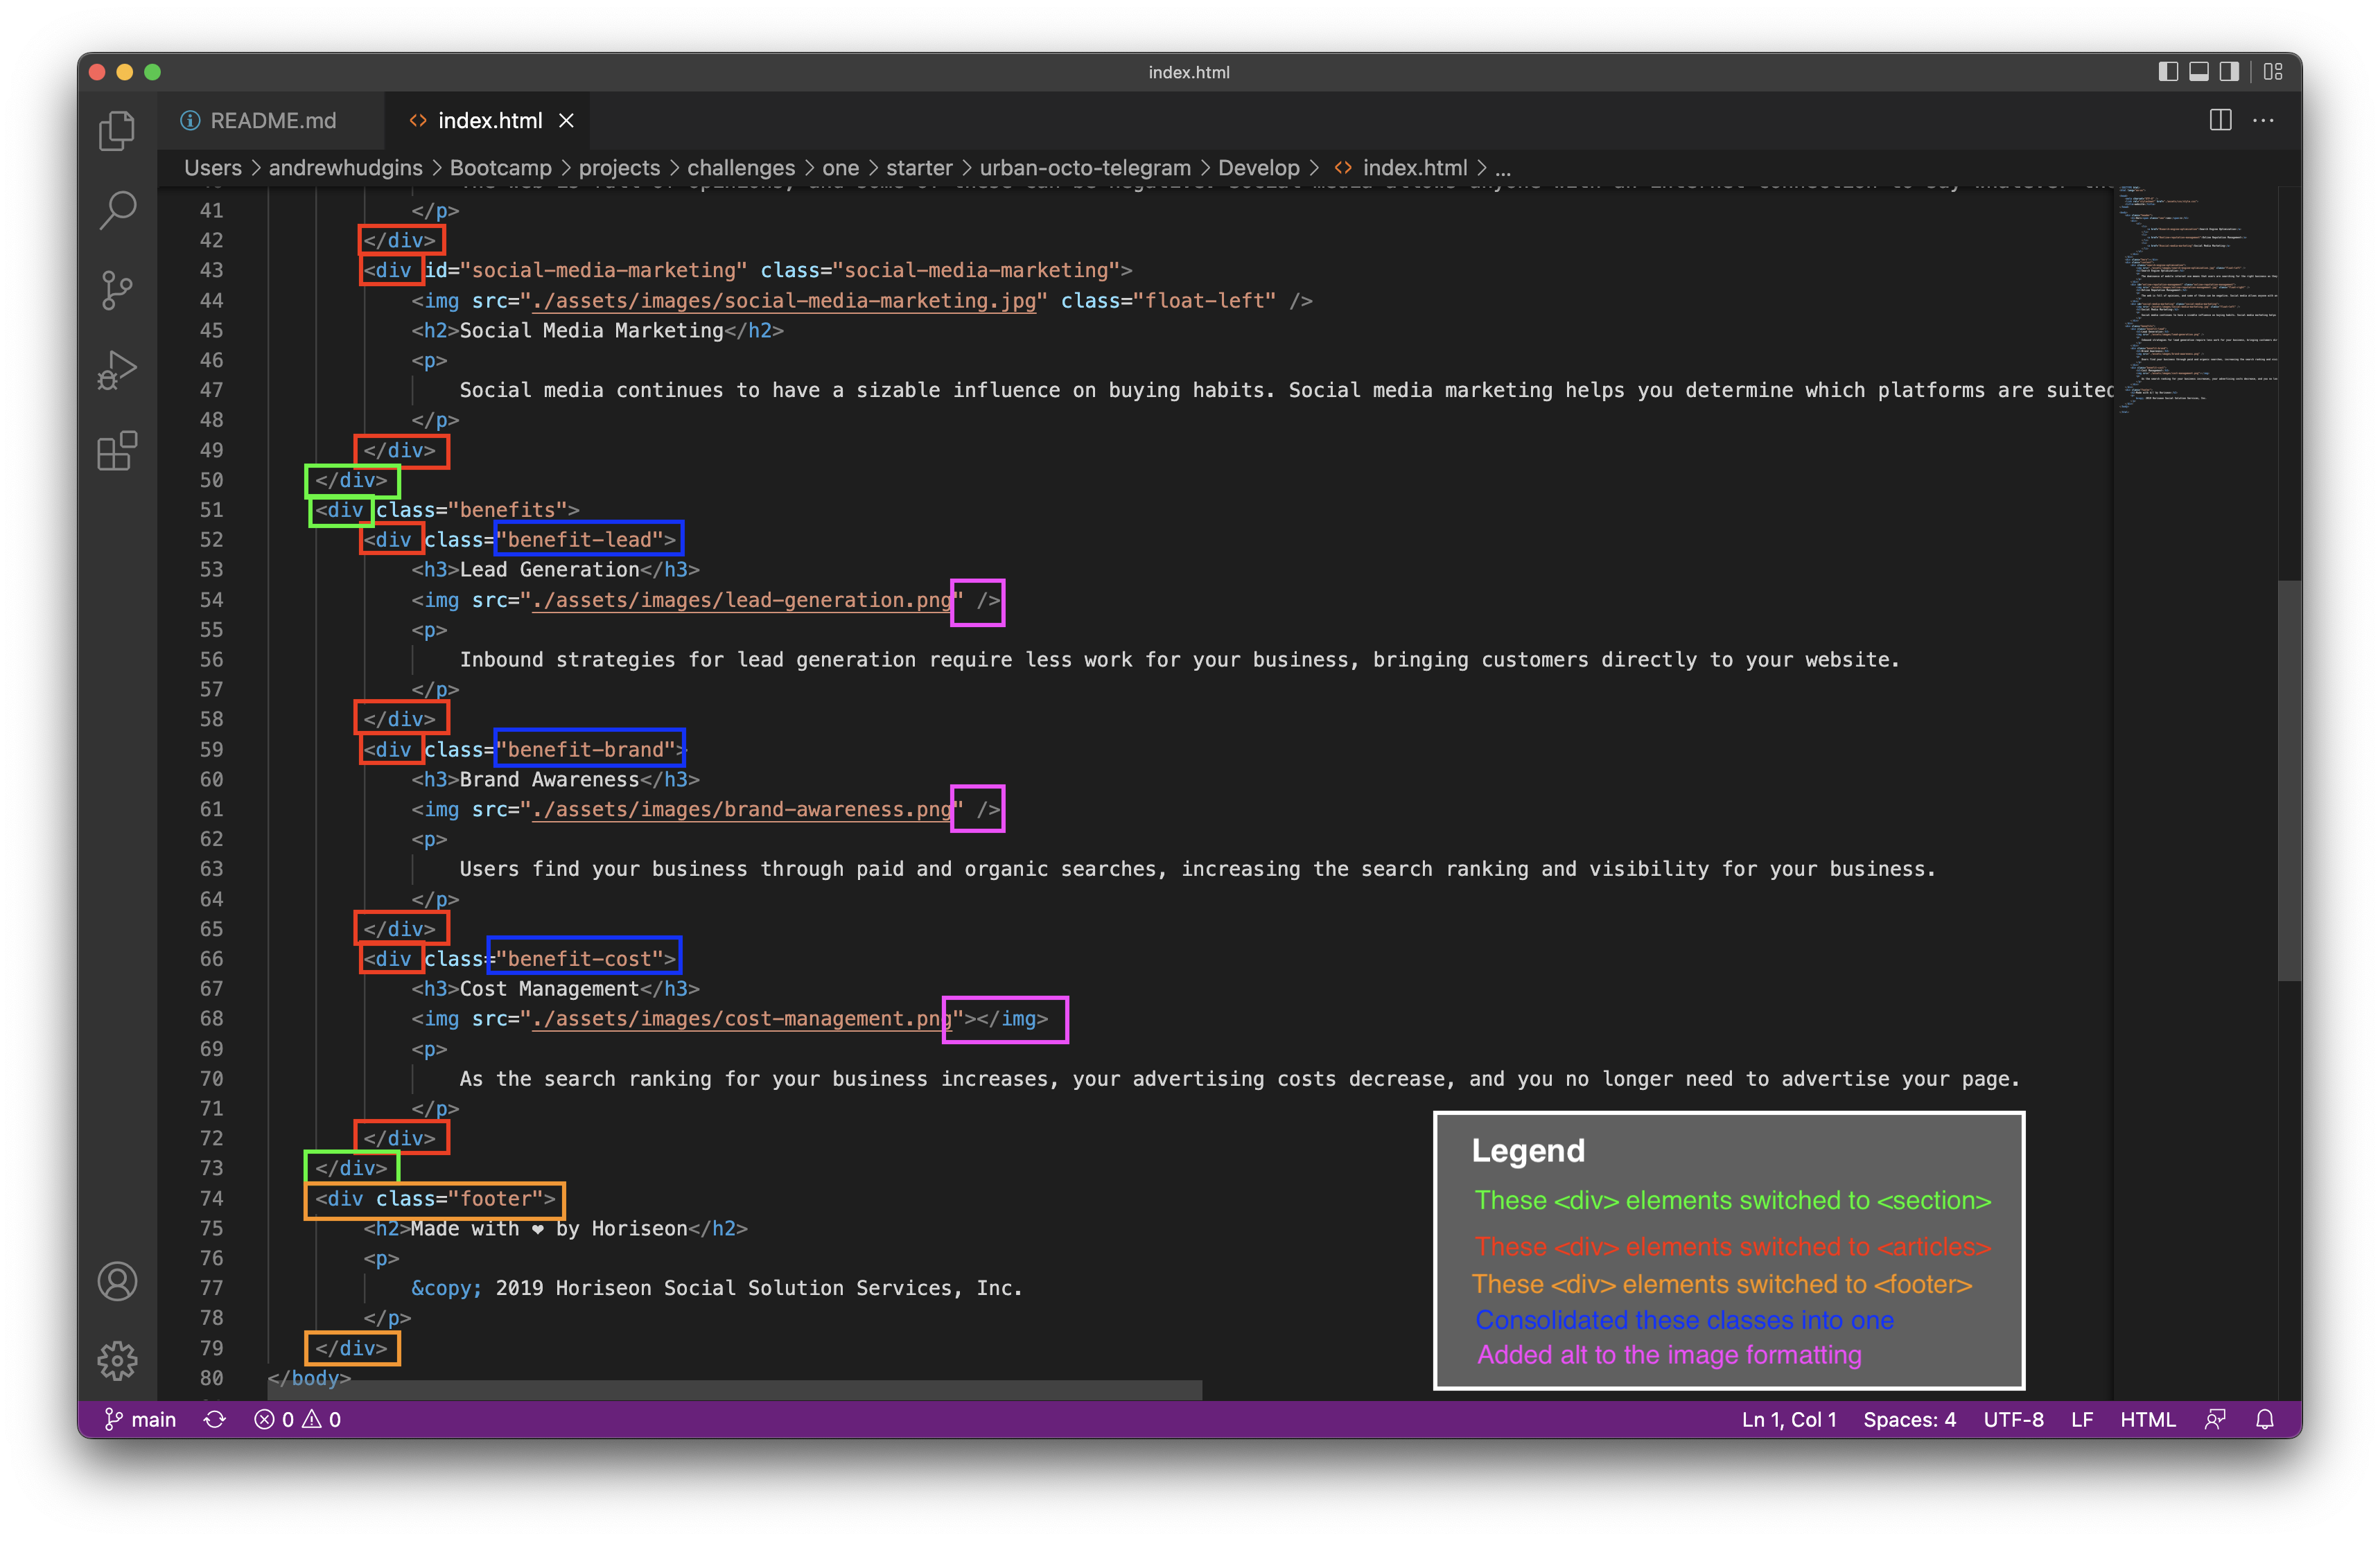 index.html
README.md
index.html
Users > andrewhudgins > Bootcamp > projects > challenges > one > starter > urban-octo-telegram > Develop > <> index.html > ...
41 </p>
42 </div>
43 <div id="social-media-marketing" class="social-media-marketing">
44 <img src="./assets/images/social-media-marketing.jpg" class="float-left" />
45 <h2>Social Media Marketing</h2>
46 <p>
47 Social media continues to have a sizable influence on buying habits. Social media marketing helps you determine which platforms are suited
48 </p>
49 </div>
50 </div>
51 <div class="benefits">
52 <div class="benefit-lead">
53 <h3>Lead Generation</h3>
54 <img src="./assets/images/lead-generation.png" />
55 <p>
56 Inbound strategies for lead generation require less work for your business, bringing customers directly to your website.
57 </p>
58 </div>
59 <div class="benefit-brand">
60 <h3>Brand Awareness</h3>
61 <img src="./assets/images/brand-awareness.png" />
62 <p>
63 Users find your business through paid and organic searches, increasing the search ranking and visibility for your business.
64 </p>
65 </div>
66 <div class="benefit-cost">
67 <h3>Cost Management</h3>
68 <img src="./assets/images/cost-management.png"></img>
69 <p>
70 As the search ranking for your business increases, your advertising costs decrease, and you no longer need to advertise your page.
71 </p>
72 </div>
73 </div>
74 <div class="footer">
75 <h2>Made with ❤ by Horiseon</h2>
76 <p>
77 &copy; 2019 Horiseon Social Solution Services, Inc.
78 </p>
79 </div>
80 </body>
Legend
These <div> elements switched to <section>
These <div> elements switched to <articles>
These <div> elements switched to <footer>
Consolidated these classes into one
Added alt to the image formatting
main 0 0 Ln 1, Col 1 Spaces: 4 UTF-8 LF HTML